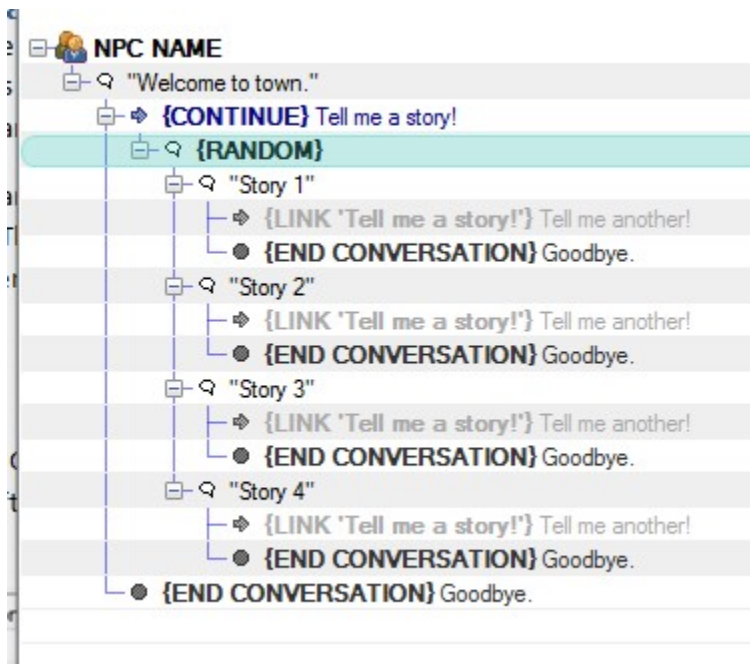 NPC NAME
"Welcome to town."
{CONTINUE} Tell me a story!
{RANDOM}
"Story 1"
{LINK 'Tell me a story!'} Tell me another!
{END CONVERSATION} Goodbye.
"Story 2"
{LINK 'Tell me a story!'} Tell me another!
{END CONVERSATION} Goodbye.
"Story 3"
{LINK 'Tell me a story!'} Tell me another!
{END CONVERSATION} Goodbye.
"Story 4"
{LINK 'Tell me a story!'} Tell me another!
{END CONVERSATION} Goodbye.
{END CONVERSATION} Goodbye.